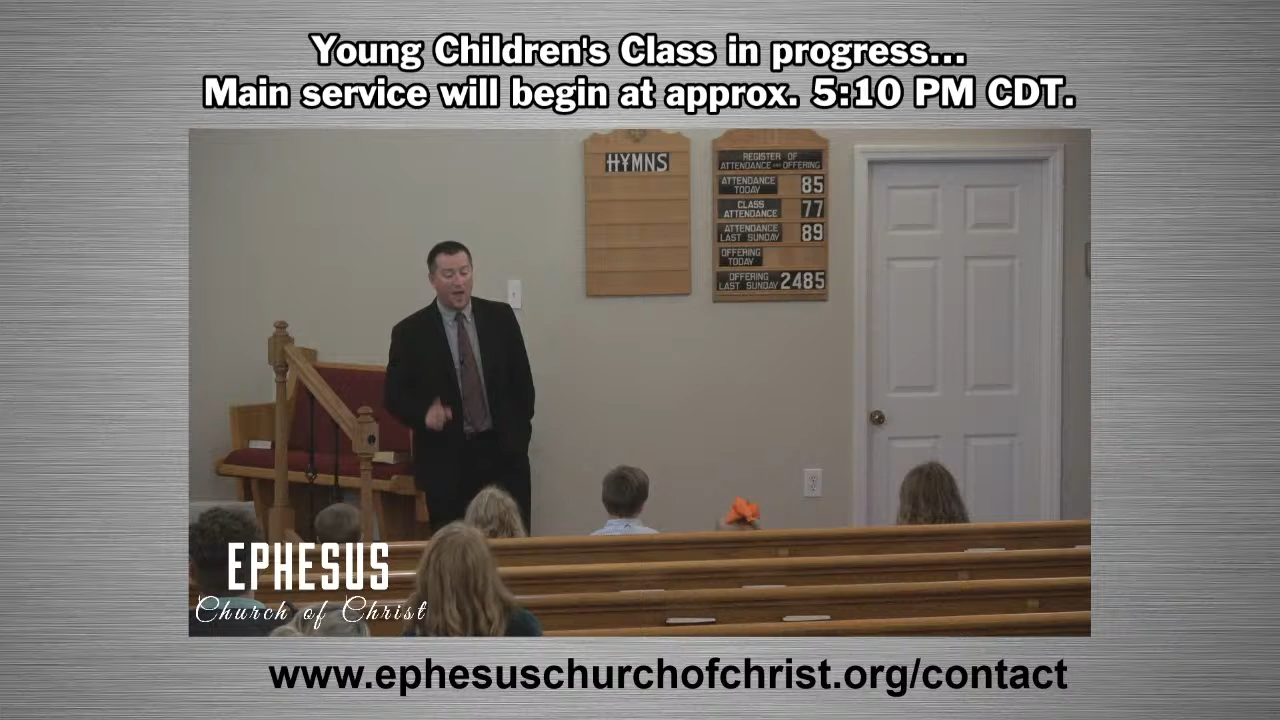 Young Children's Class in progress...
Main service will begin at approx. 5:10 PM CDT.
HYMNS
REGISTER OF
ATTENDANCE AND OFFERING
ATTENDANCE
TODAY 85
CLASS
ATTENDANCE 77
ATTENDANCE
LAST SUNDAY 89
OFFERING
TODAY
OFFERING
LAST SUNDAY 2485
EPHESUS
Church of Christ
www.ephesuschurchofchrist.org/contact